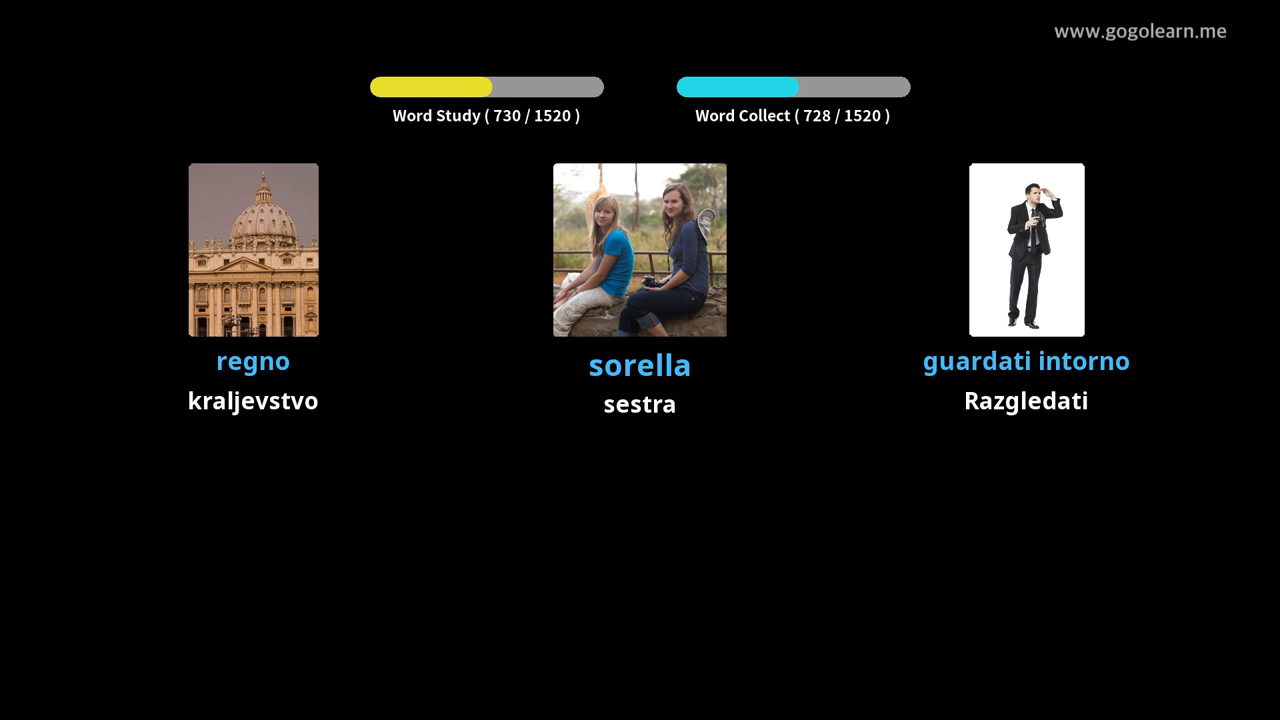 www.gogolearn.me
Word Study ( 730 / 1520 )
Word Collect ( 728 / 1520 )
regno
kraljevstvo
sorella
sestra
guardati intorno
Razgledati